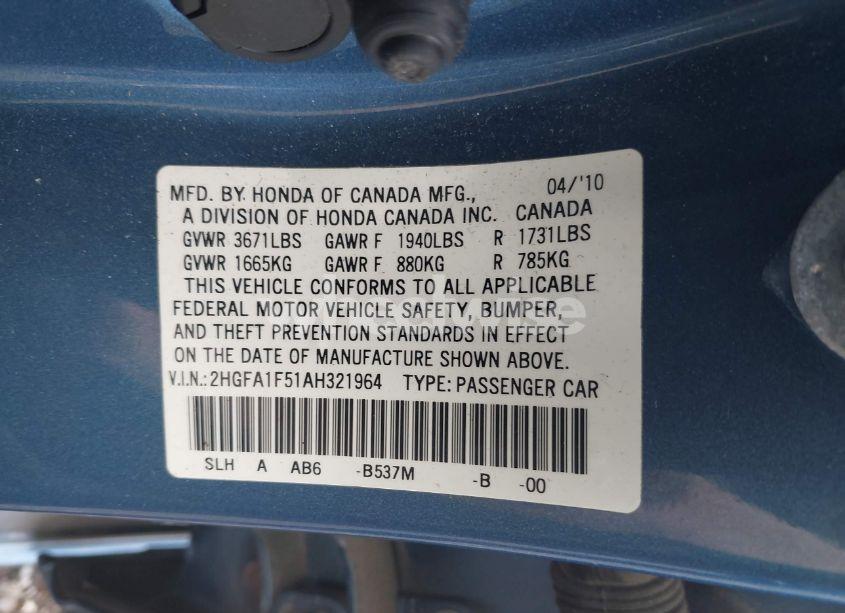 MFD. BY HONDA OF CANADA MFG., 04/'10
A DIVISION OF HONDA CANADA INC. CANADA
GVWR 3671LBS GAWR F 1940LBS R 1731LBS
GVWR 1665KG GAWR F 880KG R 785KG
THIS VEHICLE CONFORMS TO ALL APPLICABLE
FEDERAL MOTOR VEHICLE SAFETY, BUMPER,
AND THEFT PREVENTION STANDARDS IN EFFECT
ON THE DATE OF MANUFACTURE SHOWN ABOVE.
V.I.N.:2HGFA1F51AH321964 TYPE:PASSENGER CAR
SLH A AB6 -B537M -B -00